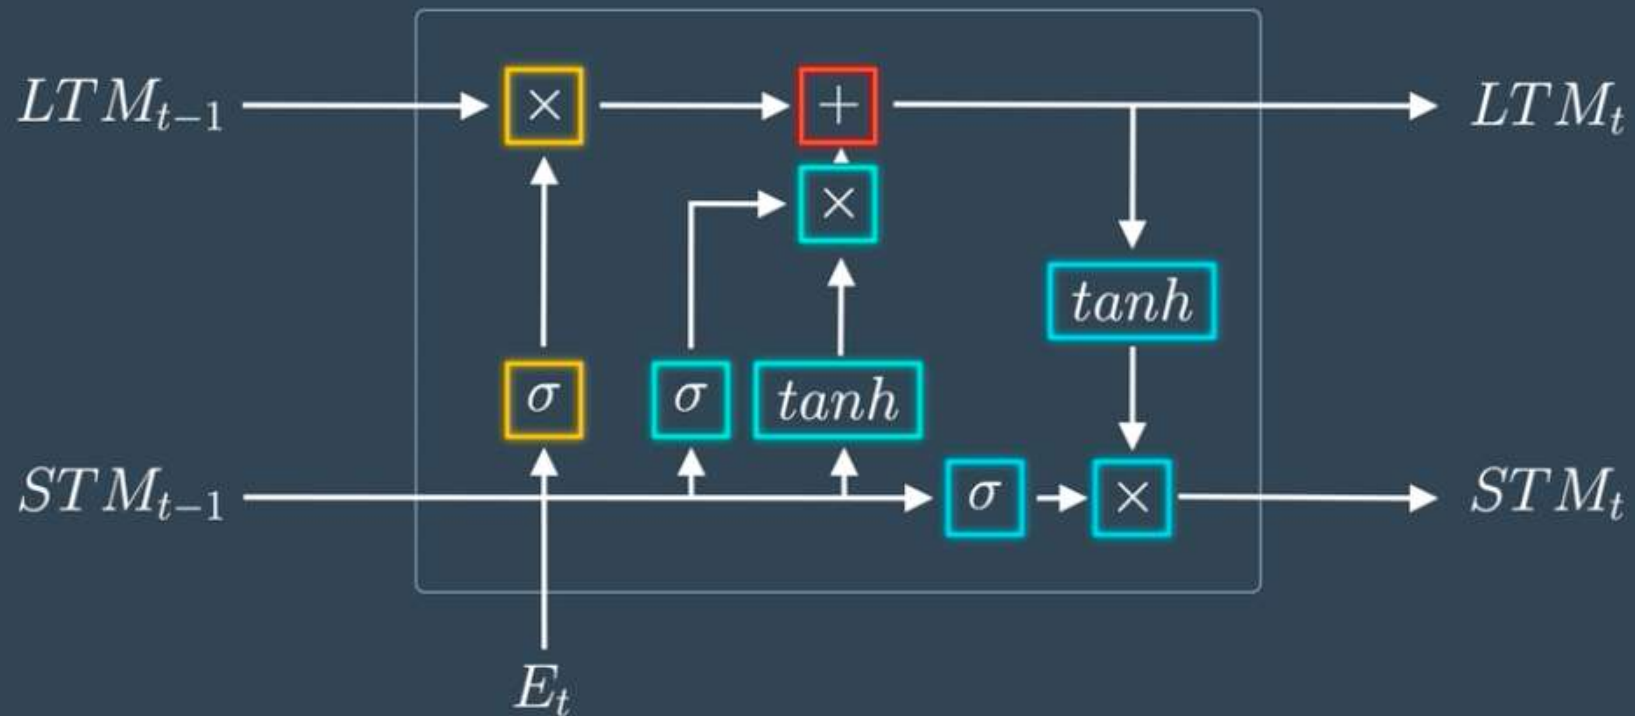 LTM_{t-1} × + LTM_t
×
tanh
σ σ tanh
STM_{t-1} σ × STM_t
E_t